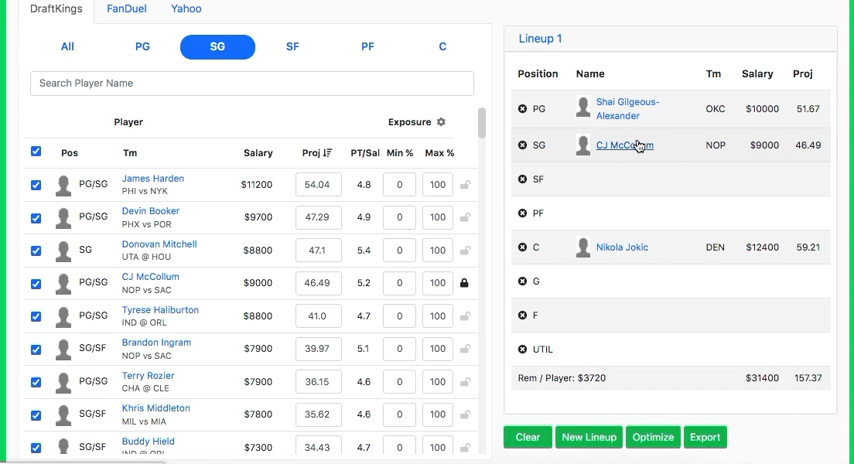 DraftKings FanDuel Yahoo
All PG SG SF PF C
Search Player Name
Player Exposure
Pos Tm Salary Proj PT/Sal Min % Max %
PG/SG James Harden $11200 54.04 4.8 0 100
PHI vs NYK
PG/SG Devin Booker $9700 47.29 4.9 0 100
PHX vs POR
SG Donovan Mitchell $8800 47.1 5.4 0 100
UTA @ HOU
PG/SG CJ McCollum $9000 46.49 5.2 0 100
NOP vs SAC
PG/SG Tyrese Haliburton $8800 41.0 4.7 0 100
IND @ ORL
SG/SF Brandon Ingram $7900 39.97 5.1 0 100
NOP vs SAC
PG/SG Terry Rozier $7900 36.15 4.6 0 100
CHA @ CLE
SG/SF Khris Middleton $7800 35.62 4.6 0 100
MIL vs MIA
SG/SF Buddy Hield $7300 34.43 4.7 0 100
IND @ ORL
Lineup 1
Position Name Tm Salary Proj
PG Shai Gilgeous- OKC $10000 51.67
Alexander
SG CJ McCollum NOP $9000 46.49
SF
PF
C Nikola Jokic DEN $12400 59.21
G
F
UTIL
Rem / Player: $3720 $31400 157.37
Clear New Lineup Optimize Export